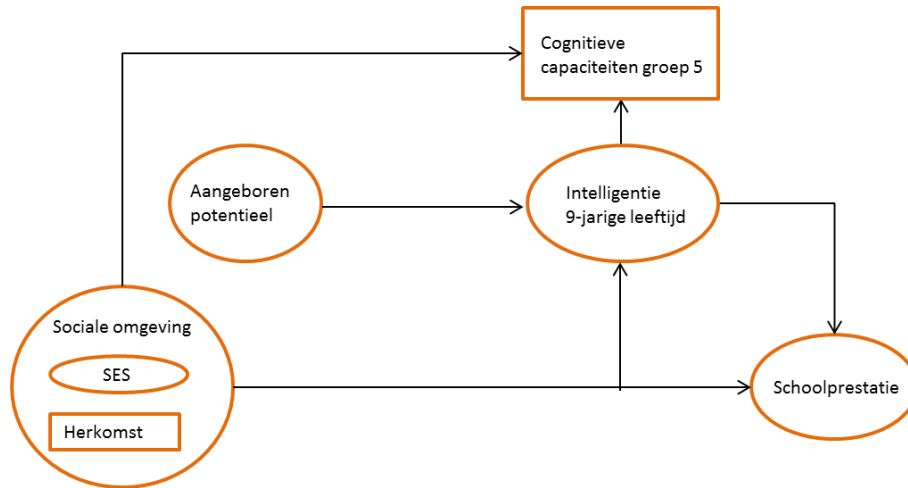 Cognitieve
capaciteiten groep 5
Aangeboren
potentieel
Intelligentie
9-jarige leeftijd
Sociale omgeving
SES
Herkomst
Schoolprestatie